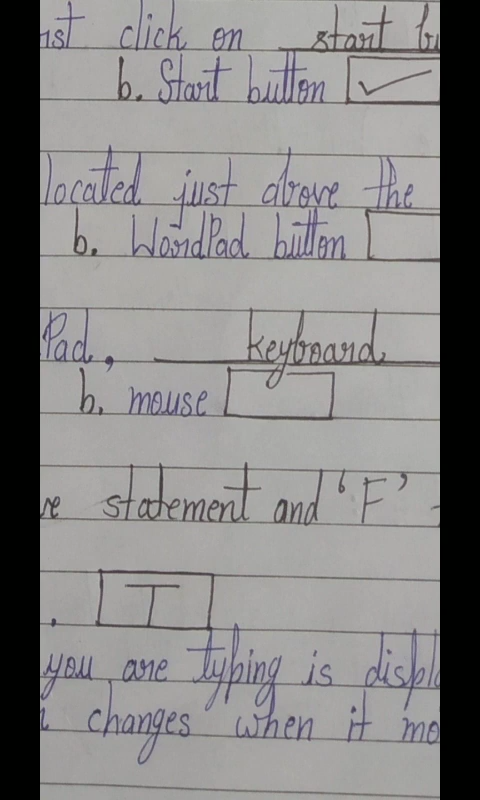 click on start
b. Start button
located just above the
b. WordPad button
Pad, keyboard
b. mouse
statement and 'F'
T
you are typing is
changes when it